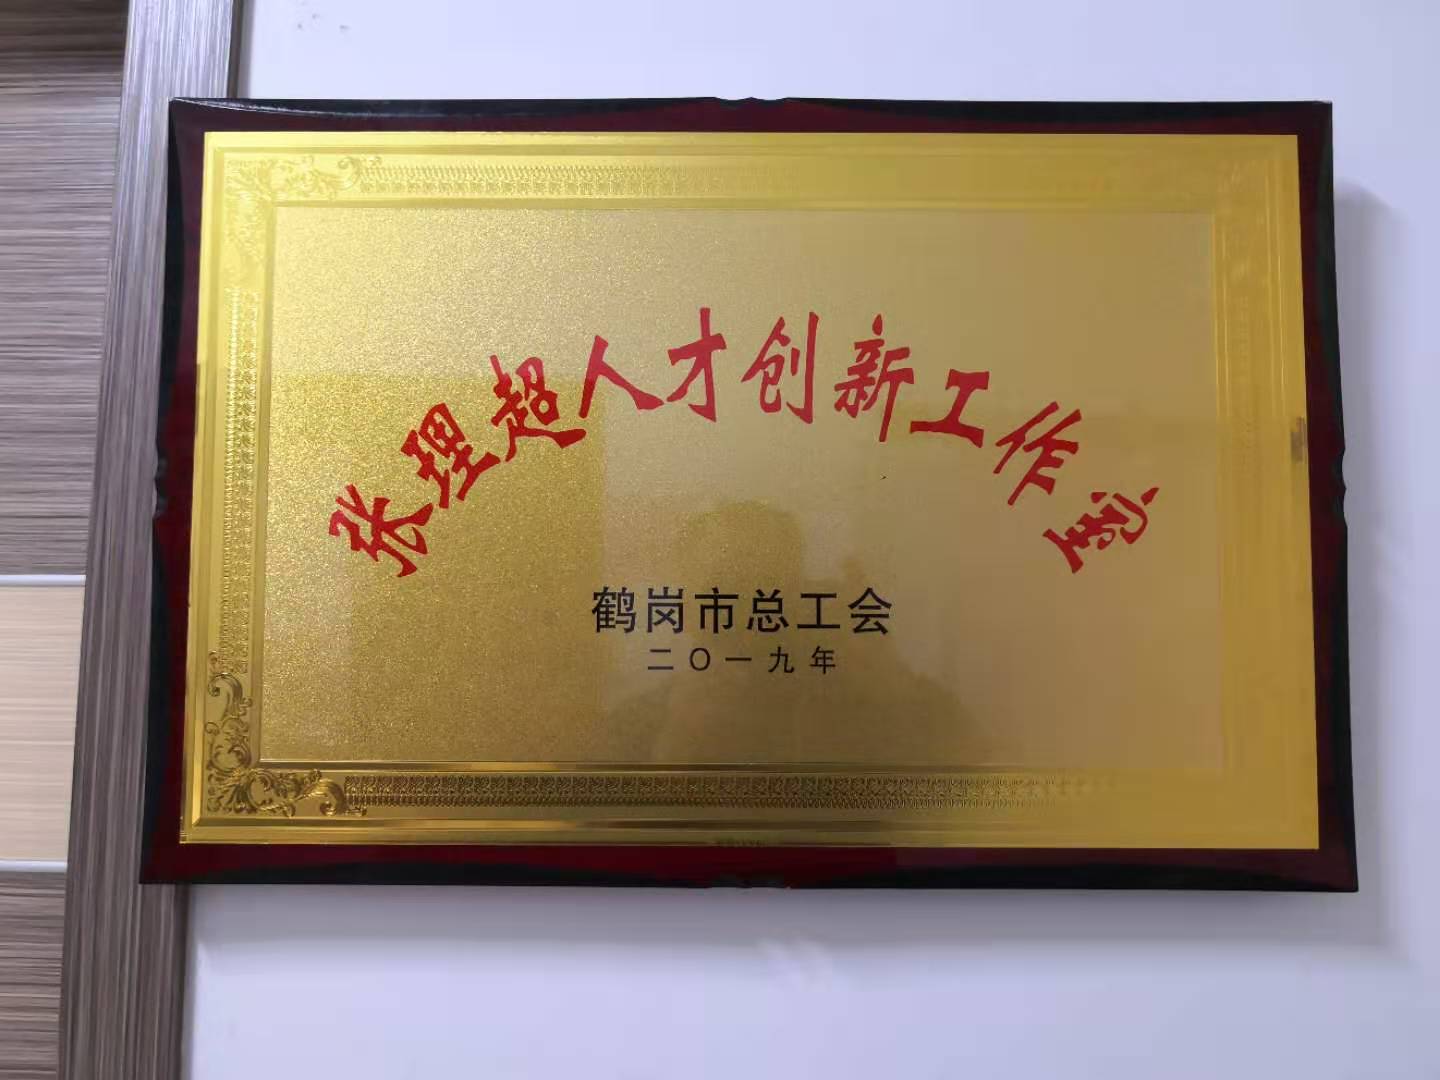 张理超人才创新工作室
鹤岗市总工会
二〇一九年